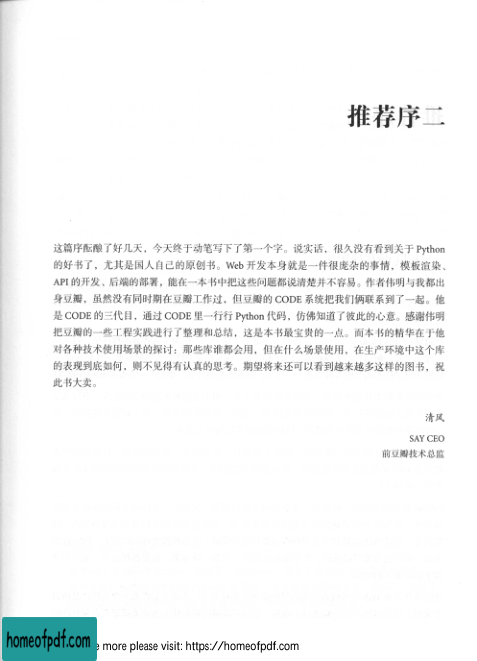 推荐序二
这篇序酝酿了好几天，今天终于动笔写下了第一个字。说实话，很久没有看到关于 Python
的好书了，尤其是国人自己的原创书。Web 开发本身就是一件很庞杂的事情，模板渲染、
API 的开发、后端的部署，能在一本书中把这些问题都说清楚并不容易。作者伟明与我都出
身豆瓣，虽然没有同时期在豆瓣工作过，但豆瓣的 CODE 系统把我们俩联系到了一起。他
是 CODE 的三代目，通过 CODE 里一行行 Python 代码，仿佛知道了彼此的心意。感谢伟明
把豆瓣的一些工程实践进行了整理和总结，这是本书最宝贵的一点。而本书的精华在于他
对各种技术使用场景的探讨：那些库谁都会用，但在什么场景使用，在生产环境中这个库
的表现到底如何，则不见得有认真的思考。期望将来还可以看到越来越多这样的图书，祝
此书大卖。
清风
SAY CEO
前豆瓣技术总监
homeofpdf.com
e more please visit: https://homeofpdf.com